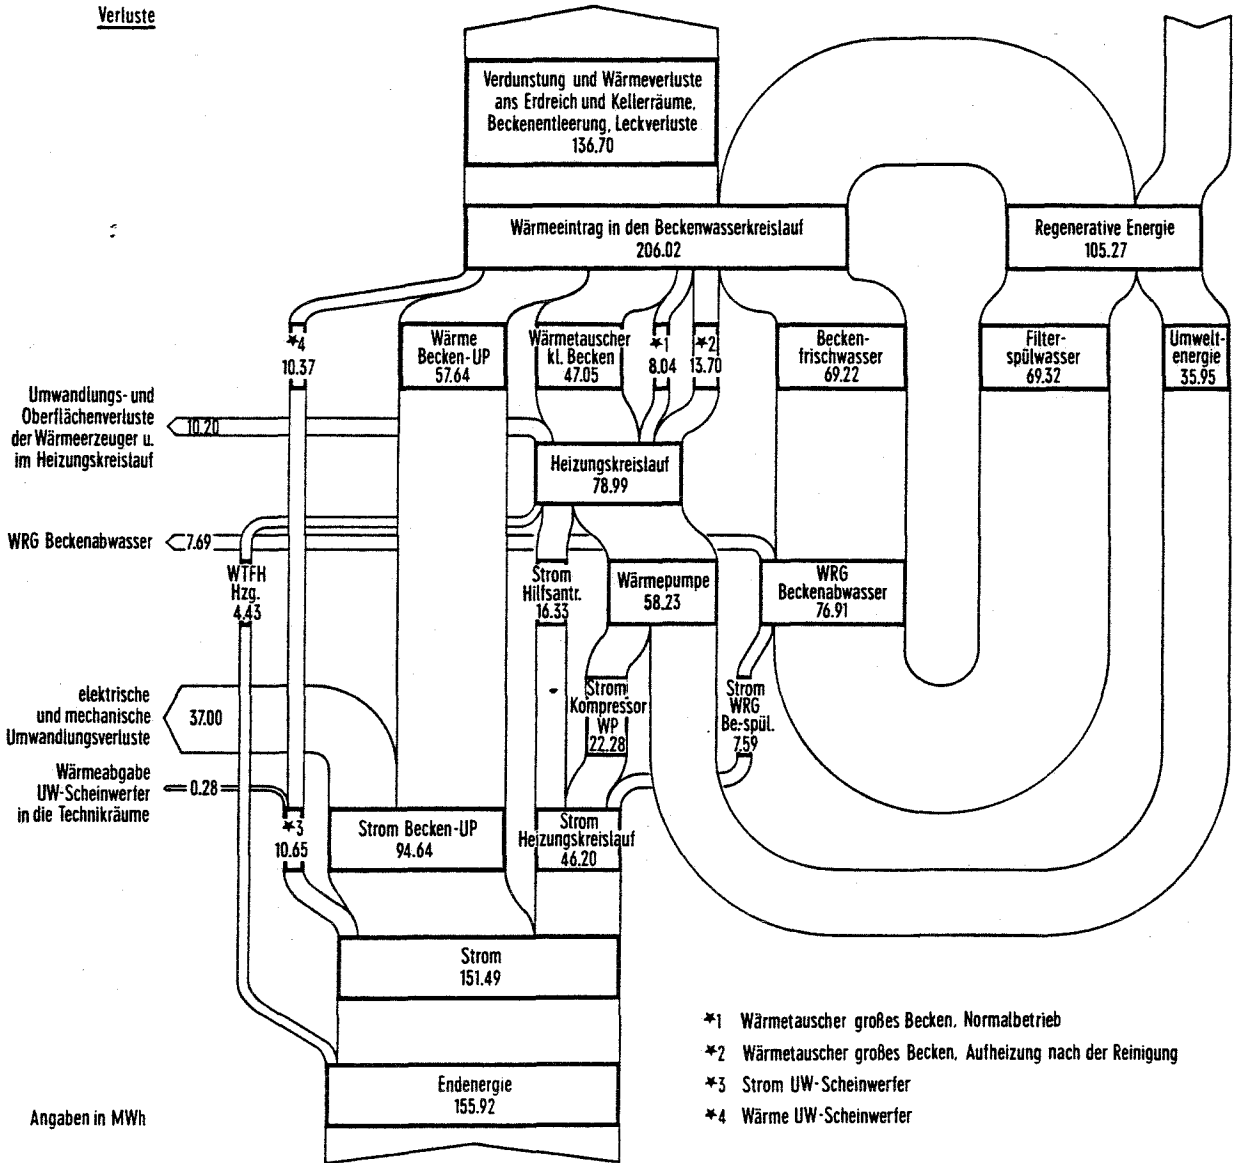 Verluste
Verdunstung und Wärmeverluste
ans Erdreich und Kellerräume,
Beckenentleerung, Leckverluste
136.70
Wärmeeintrag in den Beckenwasserkreislauf
206.02
Regenerative Energie
105.27
*4
10.37
Wärme
Becken-UP
57.64
Wärmetauscher
kl. Becken
47.05
*1
8.04
*2
13.70
Becken-
frischwasser
69.22
Filter-
spülwasser
69.32
Umwelt-
energie
35.95
Umwandlungs- und
Oberflächenverluste
der Wärmeerzeuger u.
im Heizungskreislauf
10.20
Heizungskreislauf
78.99
WRG Beckenabwasser
7.69
WTFH
Hzg.
4.43
Strom
Hilfsantr.
16.33
Wärmepumpe
58.23
WRG
Beckenabwasser
76.91
elektrische
und mechanische
Umwandlungsverluste
37.00
Strom
Kompressor
WP
22.28
Strom
WRG
Be.-spül.
7.59
Wärmeabgabe
UW-Scheinwerfer
in die Technikräume
0.28
*3
10.65
Strom Becken-UP
94.64
Strom
Heizungskreislauf
46.20
Strom
151.49
Endenergie
155.92
*1 Wärmetauscher großes Becken, Normalbetrieb
*2 Wärmetauscher großes Becken, Aufheizung nach der Reinigung
*3 Strom UW-Scheinwerfer
*4 Wärme UW-Scheinwerfer
Angaben in MWh